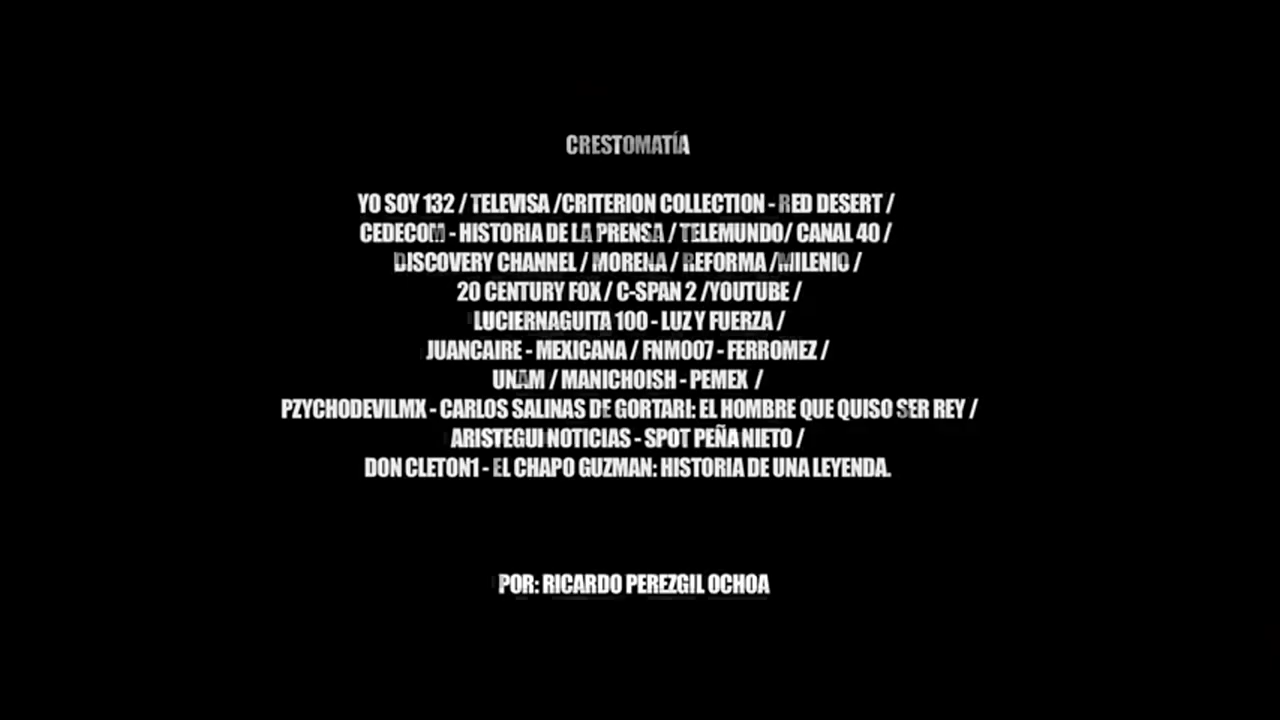 CRESTOMATÍA
YO SOY 132 / TELEVISA /CRITERION COLLECTION - RED DESERT /
CEDECOM - HISTORIA DE LA PRENSA / TELEMUNDO/ CANAL 40 /
DISCOVERY CHANNEL / MORENA / REFORMA /MILENIO /
20 CENTURY FOX / C-SPAN 2 /YOUTUBE /
LUCIERNAGUITA 100 - LUZ Y FUERZA /
JUANCAIRE - MEXICANA / FNM007 - FERROMEZ /
UNAM / MANICHOISH - PEMEX /
PZYCHODEVILMX - CARLOS SALINAS DE GORTARI: EL HOMBRE QUE QUISO SER REY /
ARISTEGUI NOTICIAS - SPOT PEÑA NIETO /
DON CLETON1 - EL CHAPO GUZMAN: HISTORIA DE UNA LEYENDA.
POR: RICARDO PEREZGIL OCHOA